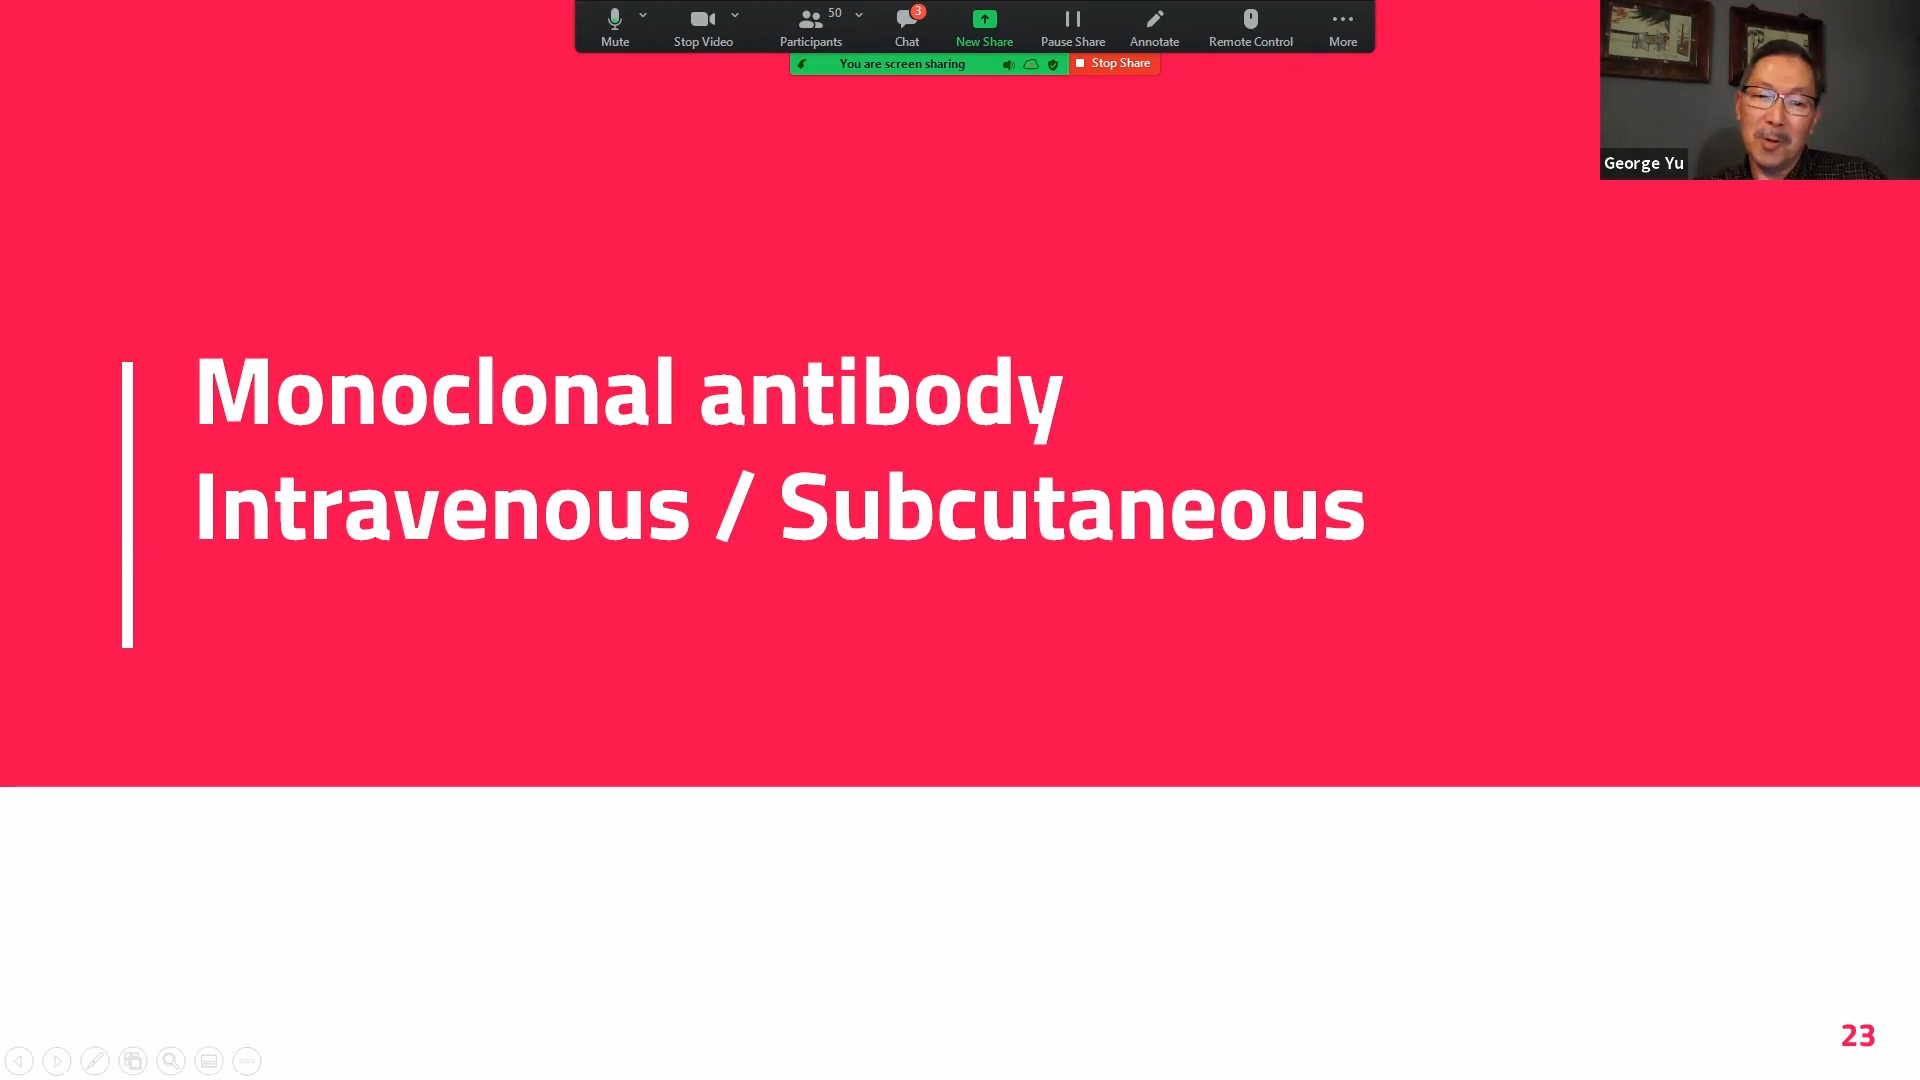 50
3
Mute
Stop Video
Participants
Chat
New Share
Pause Share
Annotate
Remote Control
More
You are screen sharing
Stop Share
George Yu
Monoclonal antibody
Intravenous / Subcutaneous
23